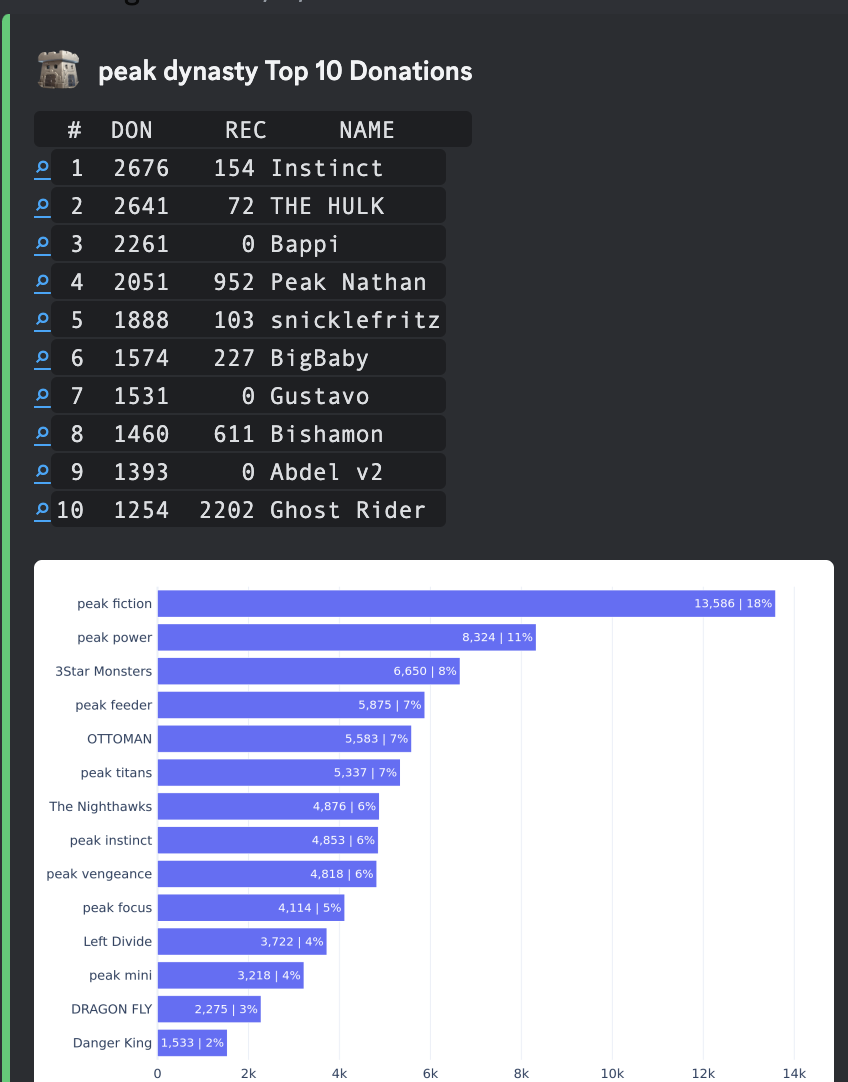 peak dynasty Top 10 Donations
# DON REC NAME
1 2676 154 Instinct
2 2641 72 THE HULK
3 2261 0 Bappi
4 2051 952 Peak Nathan
5 1888 103 snicklefritz
6 1574 227 BigBaby
7 1531 0 Gustavo
8 1460 611 Bishamon
9 1393 0 Abdel v2
10 1254 2202 Ghost Rider
peak fiction 13,586 | 18%
peak power 8,324 | 11%
3Star Monsters 6,650 | 8%
peak feeder 5,875 | 7%
OTTOMAN 5,583 | 7%
peak titans 5,337 | 7%
The Nighthawks 4,876 | 6%
peak instinct 4,853 | 6%
peak vengeance 4,818 | 6%
peak focus 4,114 | 5%
Left Divide 3,722 | 4%
peak mini 3,218 | 4%
DRAGON FLY 2,275 | 3%
Danger King 1,533 | 2%
0 2k 4k 6k 8k 10k 12k 14k